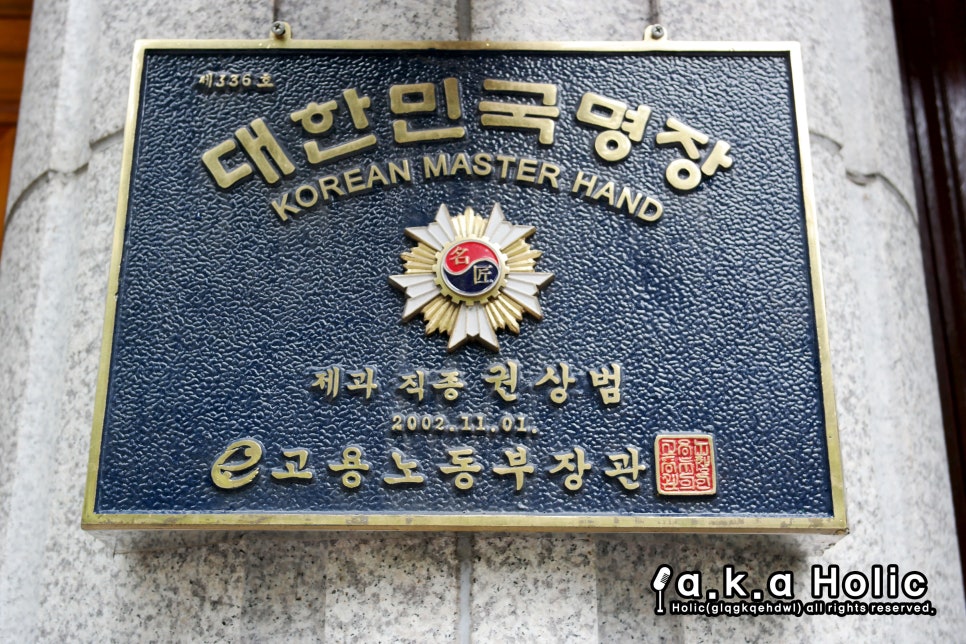 제336호
대한민국명장
KOREAN MASTER HAND
名
匠
제과 직종 권상범
2002.11.01.
고용노동부장관
a.k.a Holic
Holic(glqgkqehdwl) all rights reserved.